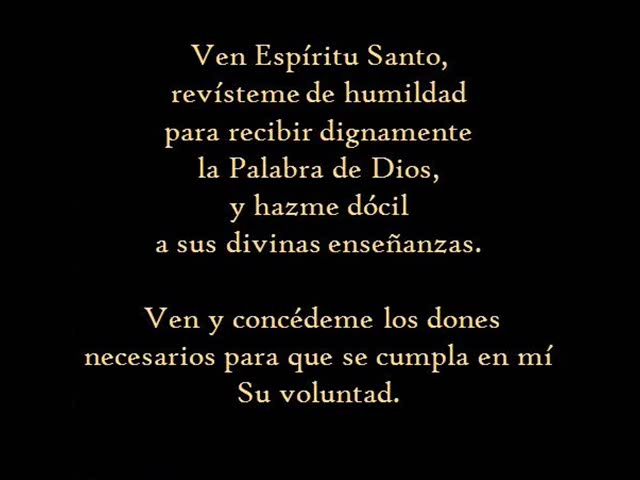 Ven Espíritu Santo,
revísteme de humildad
para recibir dignamente
la Palabra de Dios,
y hazme dócil
a sus divinas enseñanzas.
Ven y concédeme los dones
necesarios para que se cumpla en mí
Su voluntad.